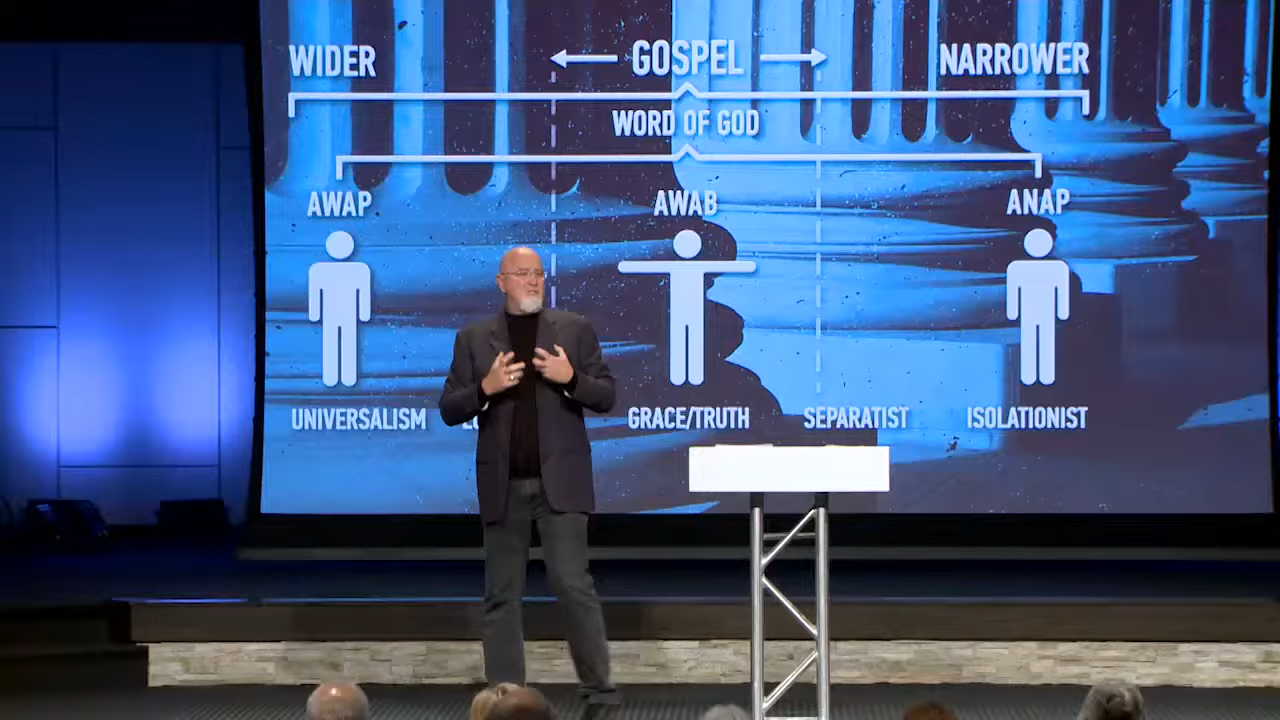 WIDER GOSPEL NARROWER
WORD OF GOD
AWAP AWAB ANAP
UNIVERSALISM GRACE/TRUTH SEPARATIST ISOLATIONIST